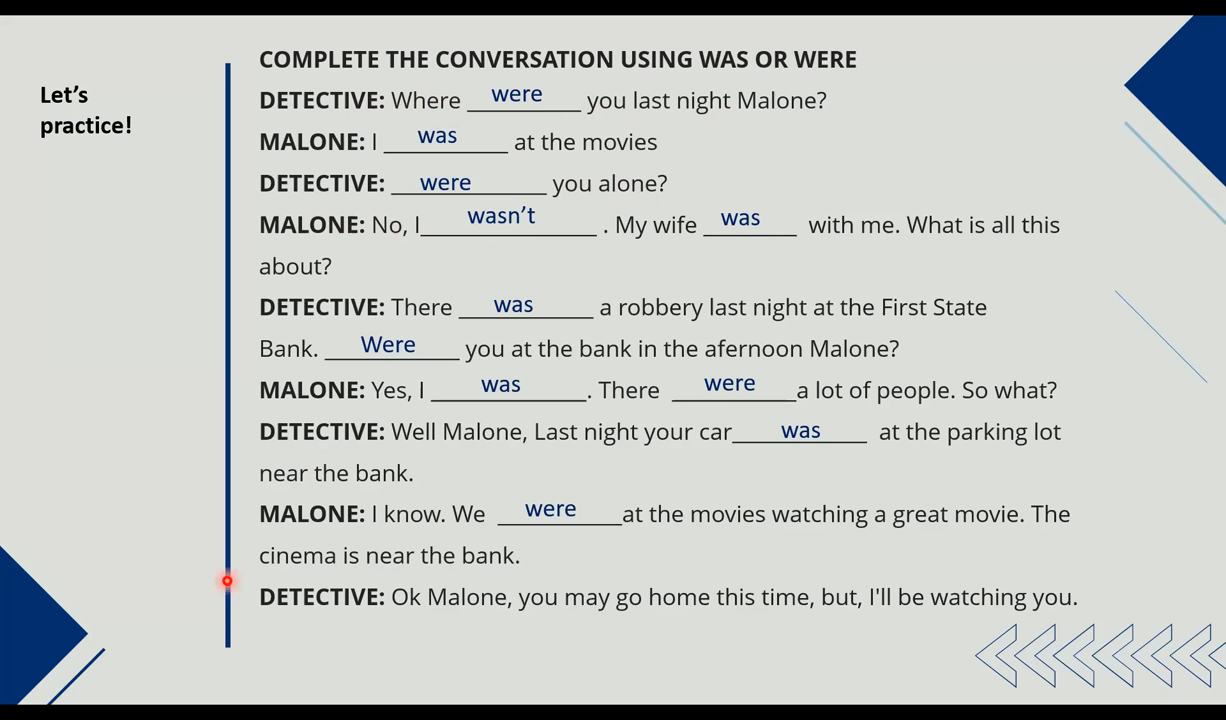 Let’s
practice!
COMPLETE THE CONVERSATION USING WAS OR WERE
DETECTIVE: Where were you last night Malone?
MALONE: I was at the movies
DETECTIVE: were you alone?
MALONE: No, I wasn’t . My wife was with me. What is all this
about?
DETECTIVE: There was a robbery last night at the First State
Bank. Were you at the bank in the afernoon Malone?
MALONE: Yes, I was. There were a lot of people. So what?
DETECTIVE: Well Malone, Last night your car was at the parking lot
near the bank.
MALONE: I know. We were at the movies watching a great movie. The
cinema is near the bank.
DETECTIVE: Ok Malone, you may go home this time, but, I'll be watching you.